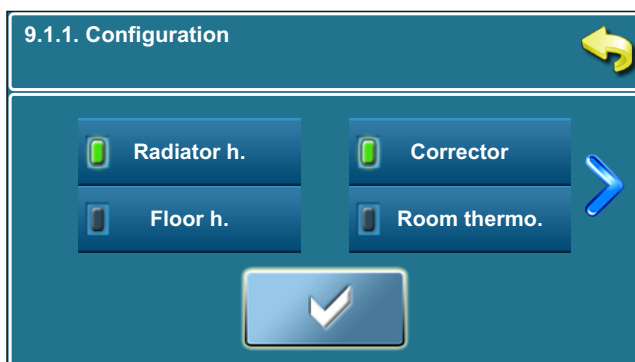 9.1.1. Configuration
Radiator h.
Corrector
Floor h.
Room thermo.